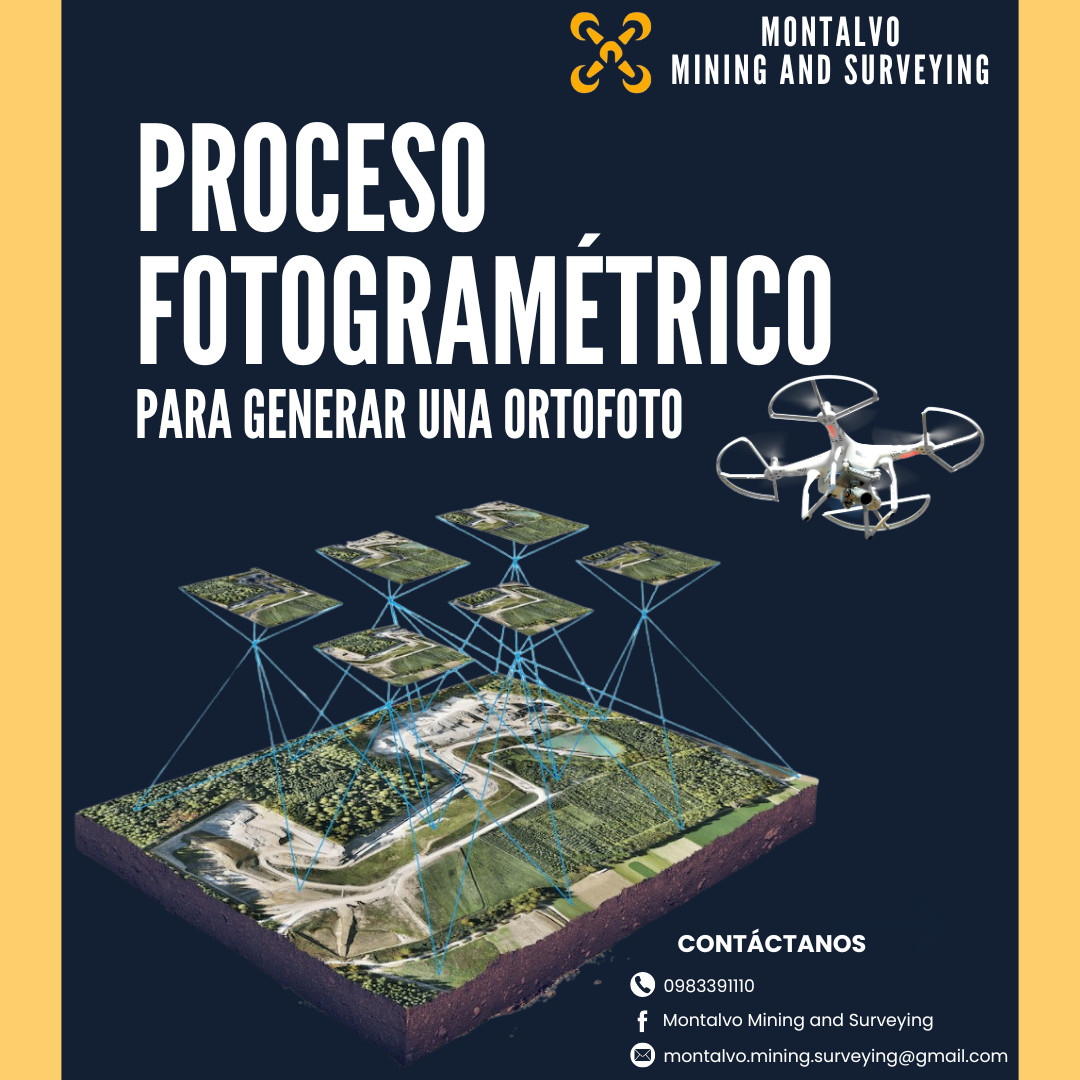 MONTALVO
MINING AND SURVEYING
PROCESO
FOTOGRAMÉTRICO
PARA GENERAR UNA ORTOFOTO
CONTÁCTANOS
0983391110
Montalvo Mining and Surveying
montalvo.mining.surveying@gmail.com